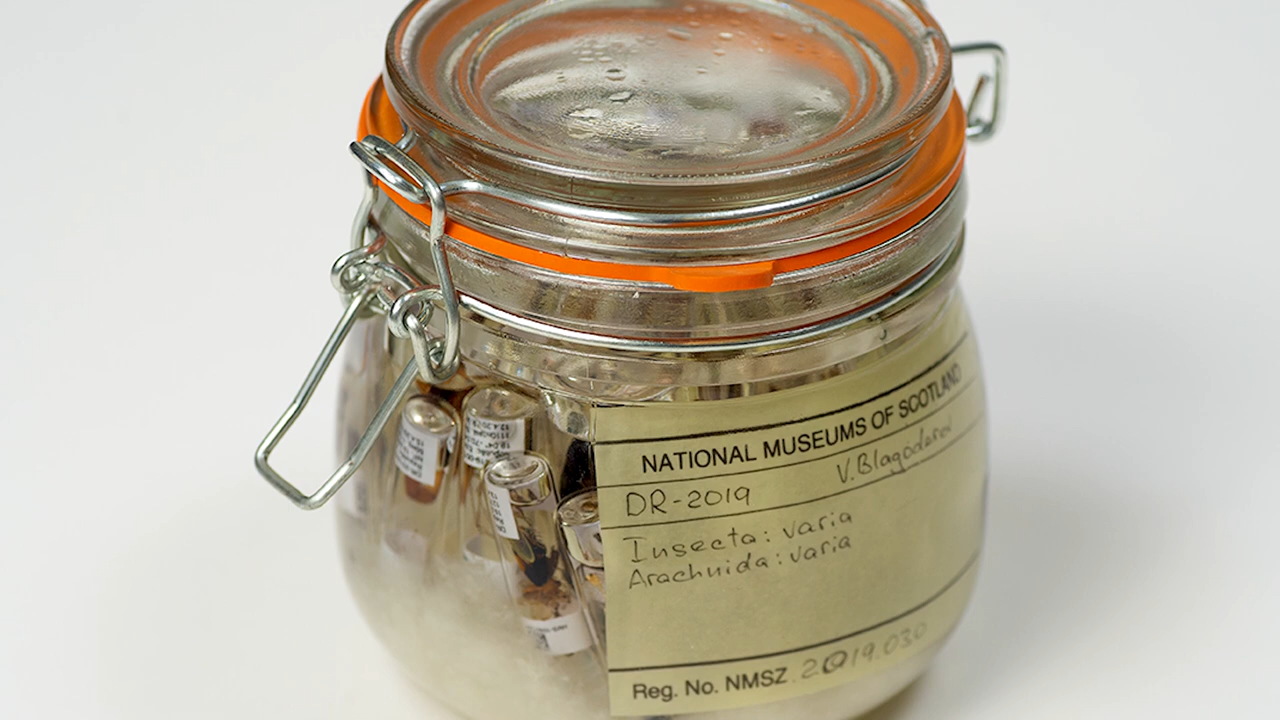 NATIONAL MUSEUMS OF SCOTLAND
DR-2019 V. Blagoderov
Insecta: varia
Arachnida: varia
Reg. No. NMSZ 2019.030